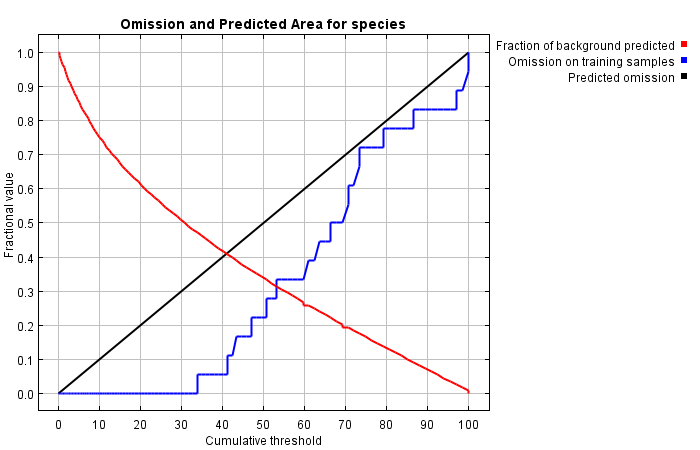 Omission and Predicted Area for species
Fraction of background predicted
Omission on training samples
Predicted omission
Fractional value
1.0
0.9
0.8
0.7
0.6
0.5
0.4
0.3
0.2
0.1
0.0
0 10 20 30 40 50 60 70 80 90 100
Cumulative threshold